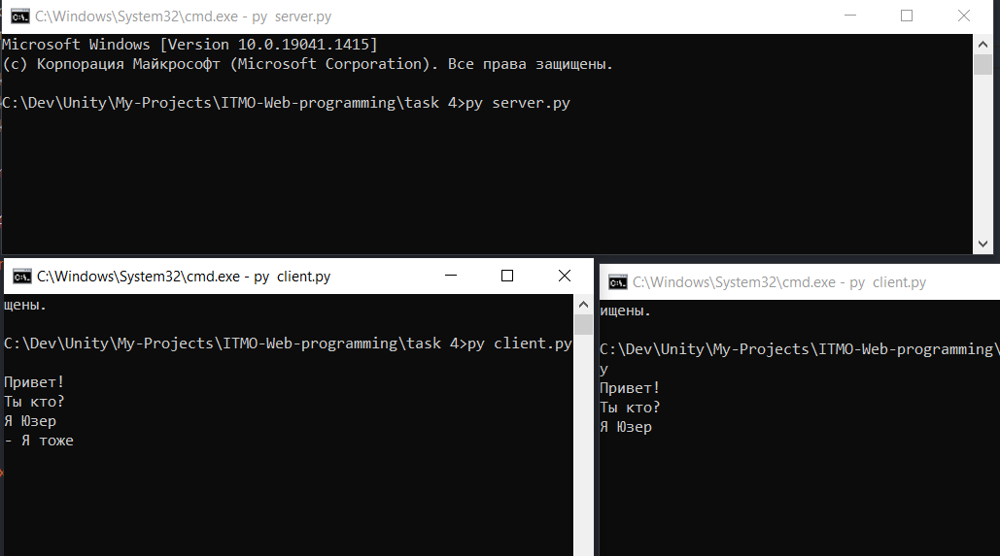 C:\Windows\System32\cmd.exe - py  server.py
Microsoft Windows [Version 10.0.19041.1415]
(c) Корпорация Майкрософт (Microsoft Corporation). Все права защищены.
C:\Dev\Unity\My-Projects\ITMO-Web-programming\task 4>py server.py
C:\Windows\System32\cmd.exe - py  client.py
щены.
C:\Dev\Unity\My-Projects\ITMO-Web-programming\task 4>py client.py
Привет!
Ты кто?
Я Юзер
- Я тоже
C:\Windows\System32\cmd.exe - py  client.py
ищены.
C:\Dev\Unity\My-Projects\ITMO-Web-programming\
y
Привет!
Ты кто?
Я Юзер